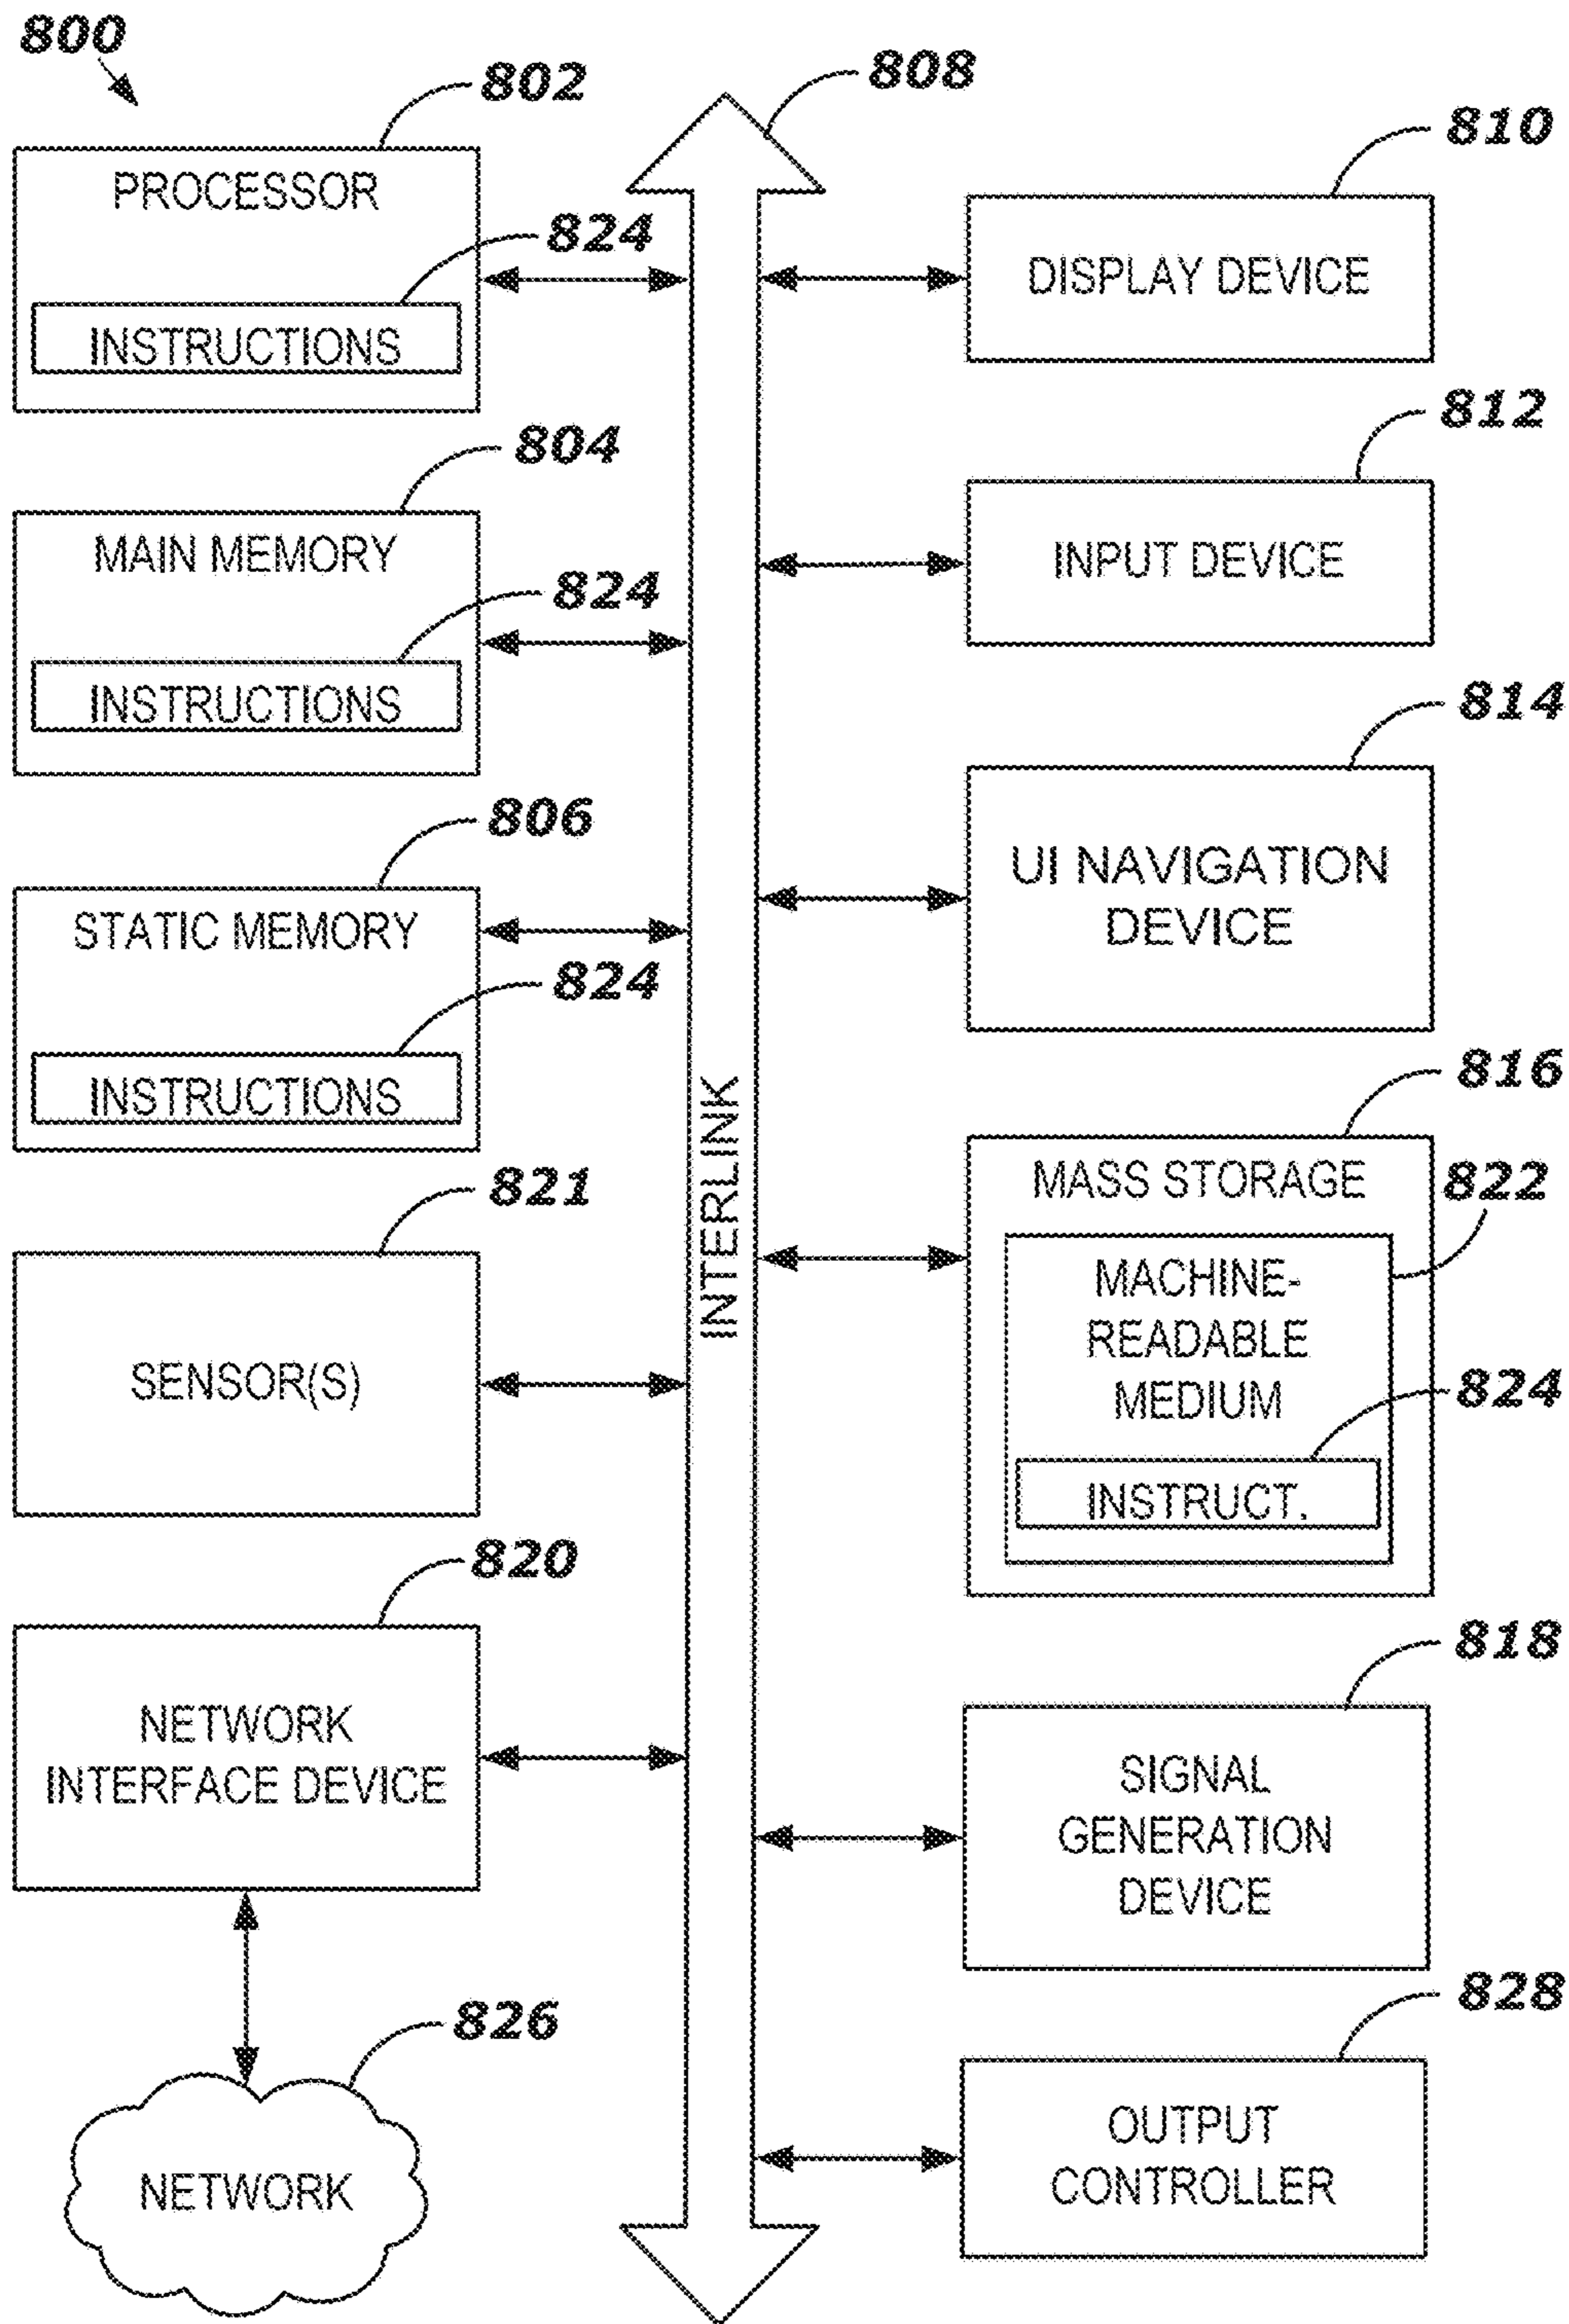 800
802
PROCESSOR
824
INSTRUCTIONS
804
MAIN MEMORY
824
INSTRUCTIONS
806
STATIC MEMORY
824
INSTRUCTIONS
821
SENSOR(S)
820
NETWORK
INTERFACE DEVICE
826
NETWORK
808
INTERLINK
810
DISPLAY DEVICE
812
INPUT DEVICE
814
UI NAVIGATION
DEVICE
816
MASS STORAGE
822
MACHINE-
READABLE
MEDIUM
824
INSTRUCT.
818
SIGNAL
GENERATION
DEVICE
828
OUTPUT
CONTROLLER